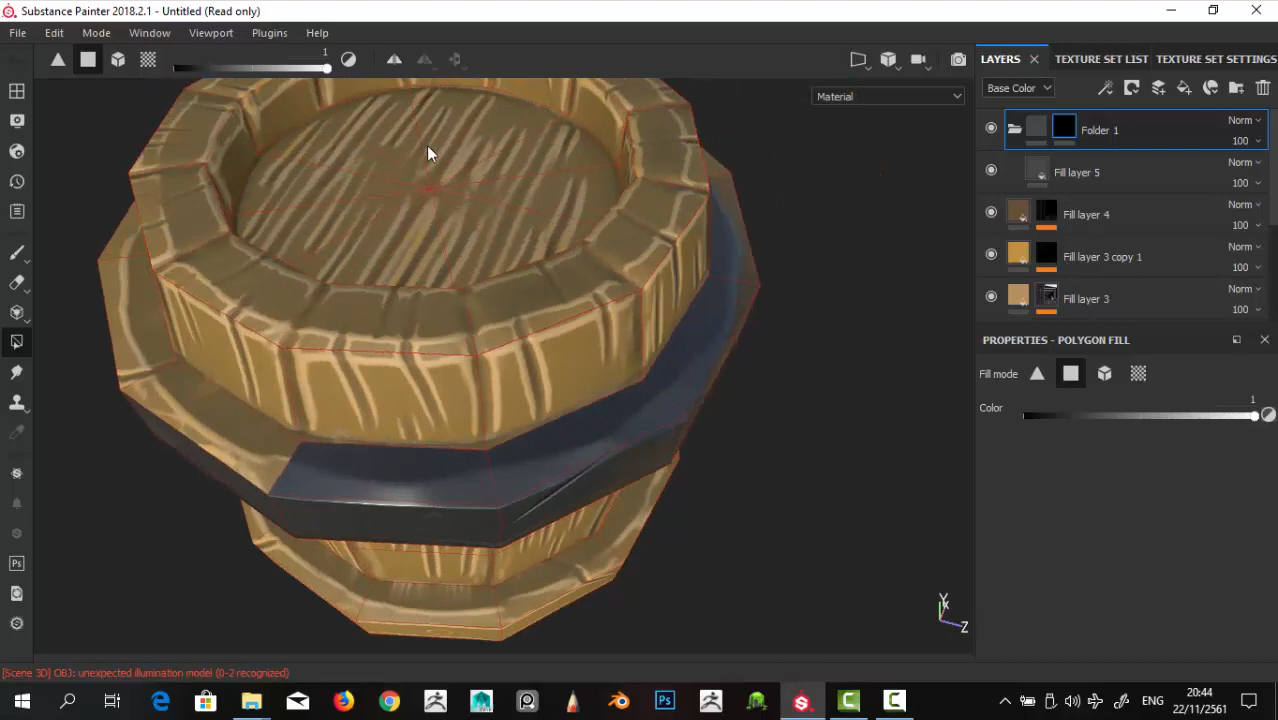 Substance Painter 2018.2.1 - Untitled (Read only)
File Edit Mode Window Viewport Plugins Help
1
LAYERS TEXTURE SET LIST TEXTURE SET SETTINGS
Base Color
Material
Folder 1 Norm
100
Fill layer 5 Norm
100
Fill layer 4 Norm
100
Fill layer 3 copy 1 Norm
100
Fill layer 3 Norm
100
PROPERTIES - POLYGON FILL
Fill mode
Color 1
Y
X
Z
[Scene 3D] OBJ: unexpected illumination model (0-2 recognized)
ENG
20:44
22/11/2561